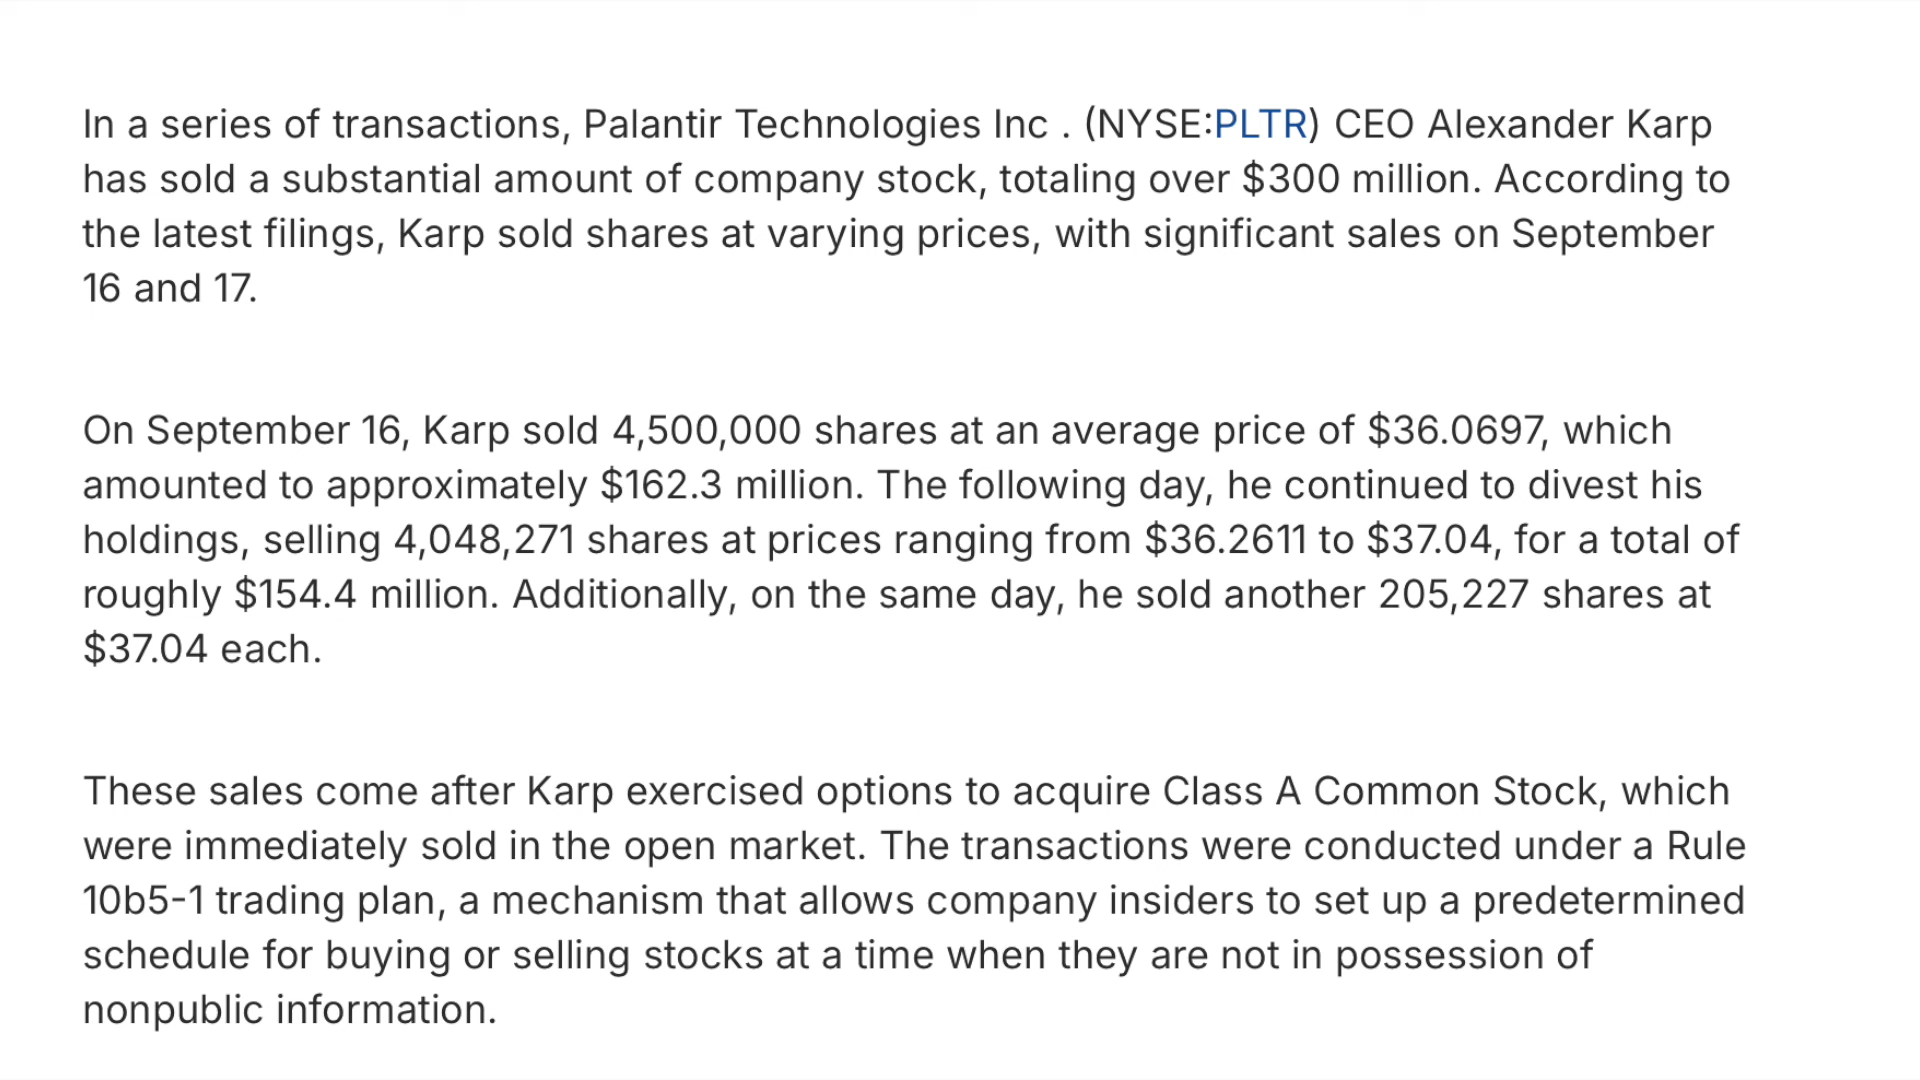 In a series of transactions, Palantir Technologies Inc . (NYSE:PLTR) CEO Alexander Karp
has sold a substantial amount of company stock, totaling over $300 million. According to
the latest filings, Karp sold shares at varying prices, with significant sales on September
16 and 17.
On September 16, Karp sold 4,500,000 shares at an average price of $36.0697, which
amounted to approximately $162.3 million. The following day, he continued to divest his
holdings, selling 4,048,271 shares at prices ranging from $36.2611 to $37.04, for a total of
roughly $154.4 million. Additionally, on the same day, he sold another 205,227 shares at
$37.04 each.
These sales come after Karp exercised options to acquire Class A Common Stock, which
were immediately sold in the open market. The transactions were conducted under a Rule
10b5-1 trading plan, a mechanism that allows company insiders to set up a predetermined
schedule for buying or selling stocks at a time when they are not in possession of
nonpublic information.